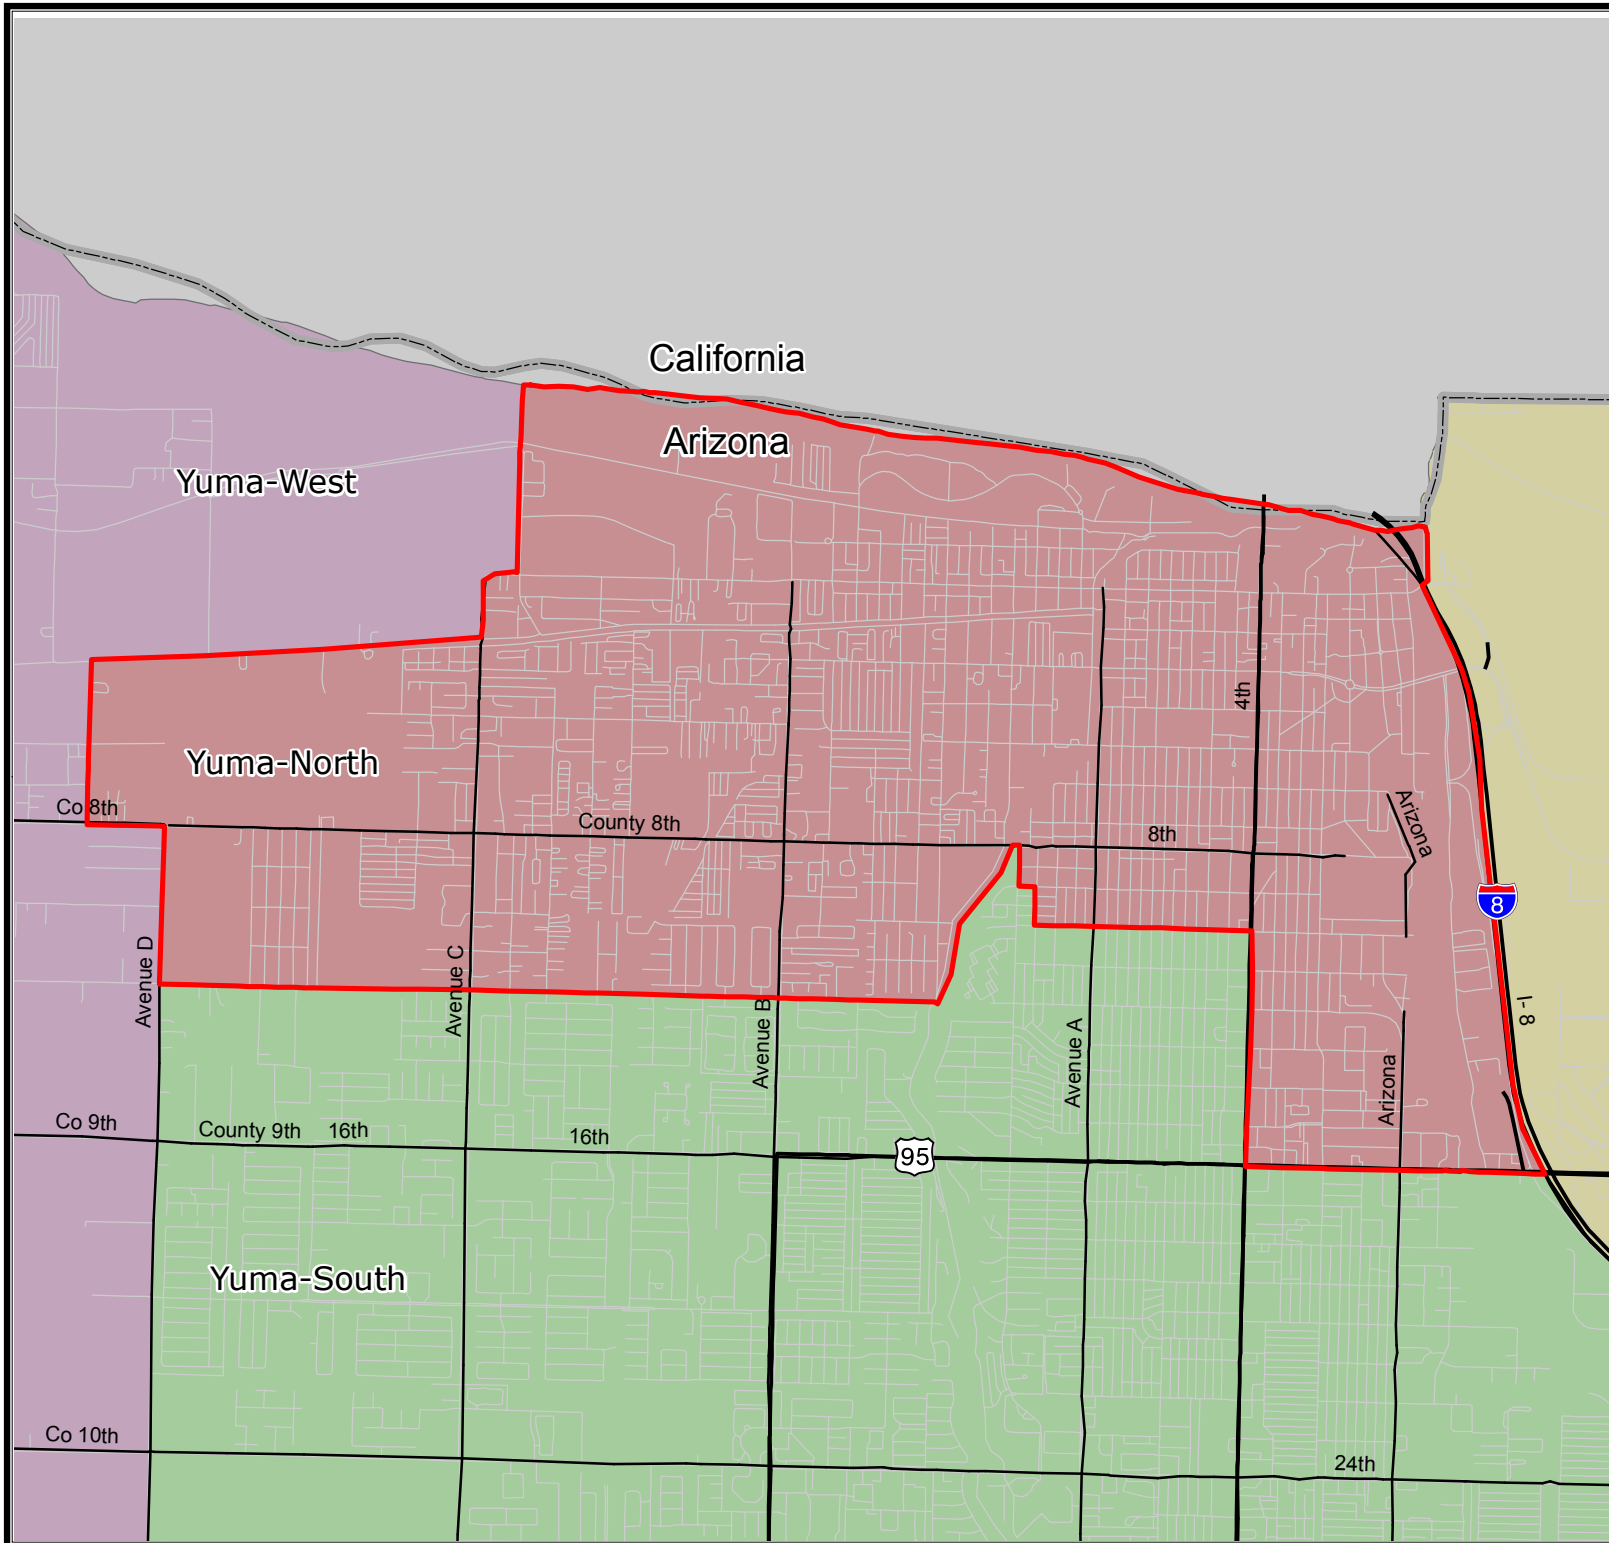 California
Arizona
Yuma-West
4th
Yuma-North
Co 8th
County 8th
8th
Arizona
8
Avenue D
Avenue C
Avenue B
Avenue A
I-8
Arizona
Co 9th
County 9th
16th
16th
95
Yuma-South
Co 10th
24th